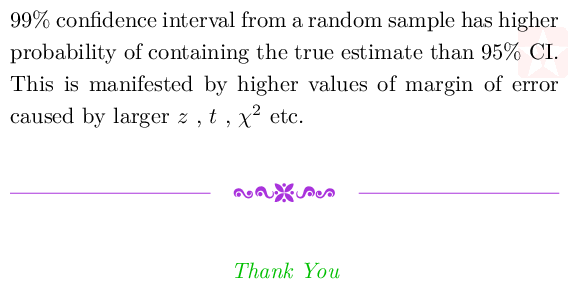 99% confidence interval from a random sample has higher
probability of containing the true estimate than 95% CI.
This is manifested by higher values of margin of error
caused by larger z , t , χ² etc.
Thank You